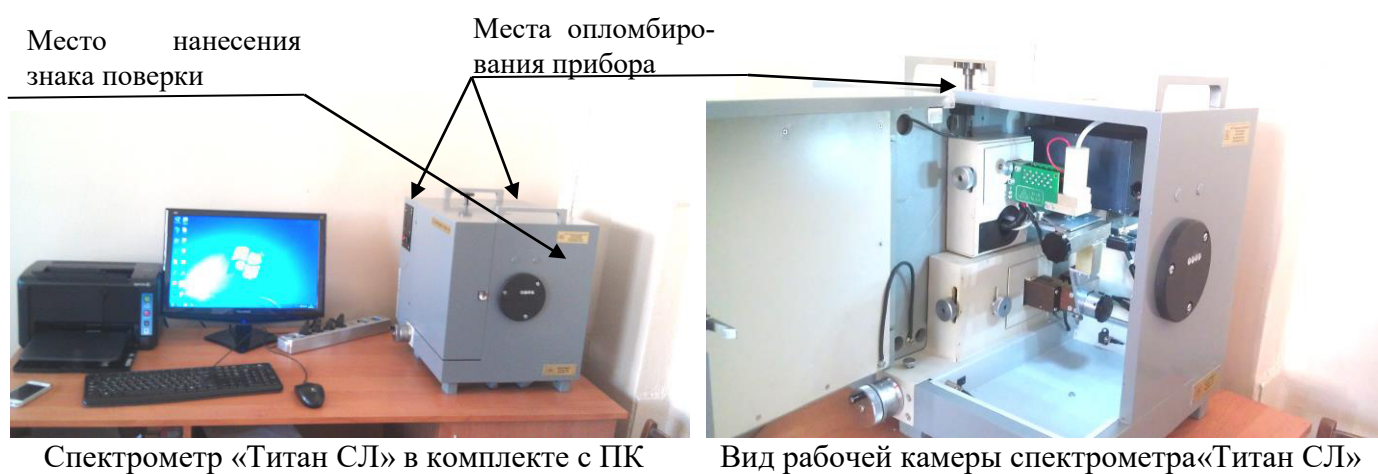 Место нанесения
знака поверки
Места опломбиро-
вания прибора
Спектрометр «Титан СЛ» в комплекте с ПК
Вид рабочей камеры спектрометра«Титан СЛ»